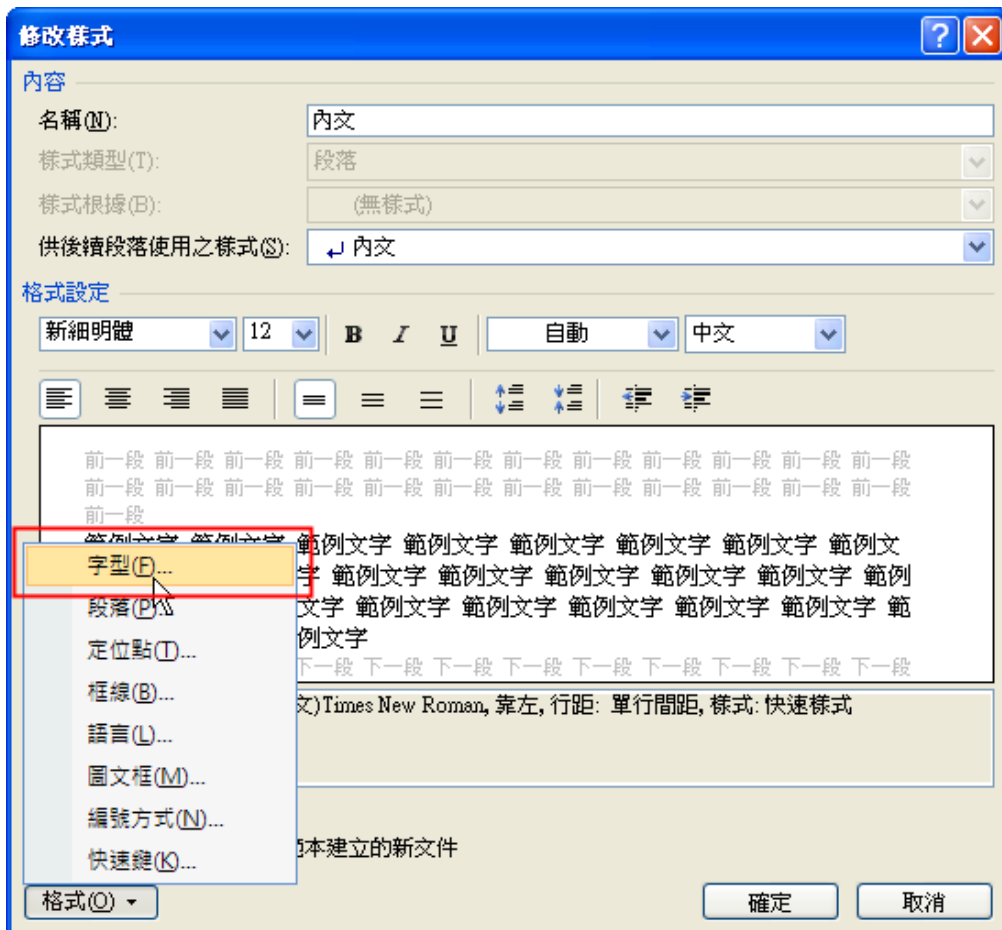 修改樣式
內容
名稱(N): 內文
樣式類型(T): 段落
樣式根據(B): (無樣式)
供後續段落使用之樣式(S): 內文
格式設定
新細明體 12 B I U 自動 中文
前一段 前一段 前一段 前一段 前一段 前一段 前一段 前一段 前一段 前一段 前一段 前一段
前一段 前一段 前一段 前一段 前一段 前一段 前一段 前一段 前一段 前一段 前一段 前一段
前一段
範例文字 範例文字 範例文字 範例文字 範例文字 範例文字 範例文字 範例文
字型(F)... 字 範例文字 範例文字 範例文字 範例文字 範例文字 範例
段落(P)... 文字 範例文字 範例文字 範例文字 範例文字 範例文字 範
定位點(T)... 例文字
下一段 下一段 下一段 下一段 下一段 下一段 下一段 下一段 下一段
框線(B)... 文)Times New Roman, 靠左, 行距: 單行間距, 樣式: 快速樣式
語言(L)...
圖文框(M)...
編號方式(N)...
快速鍵(K)... 本建立的新文件
格式(O) 確定 取消